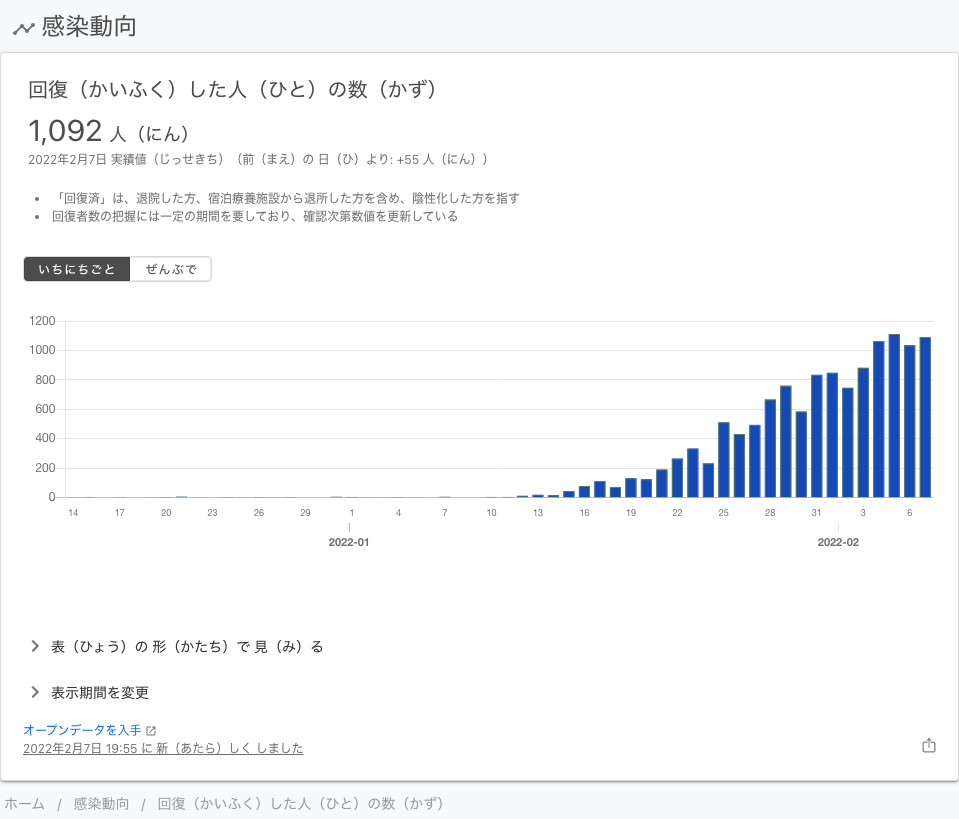 感染動向
回復（かいふく）した人（ひと）の数（かず）
1,092 人（にん）
2022年2月7日 実績値（じっせきち）（前（まえ）の 日（ひ）より: +55 人（にん））
• 「回復済」は、退院した方、宿泊療養施設から退所した方を含め、陰性化した方を指す
• 回復者数の把握には一定の期間を要しており、確認次第数値を更新している
いちにちごと ぜんぶで
1200
1000
800
600
400
200
0
14 17 20 23 26 29 1 4 7 10 13 16 19 22 25 28 31 3 6
2022-01 2022-02
表（ひょう）の 形（かたち）で 見（み）る
表示期間を変更
オープンデータを入手
2022年2月7日 19:55 に 新（あたら）しく しました
ホーム / 感染動向 / 回復（かいふく）した人（ひと）の数（かず）